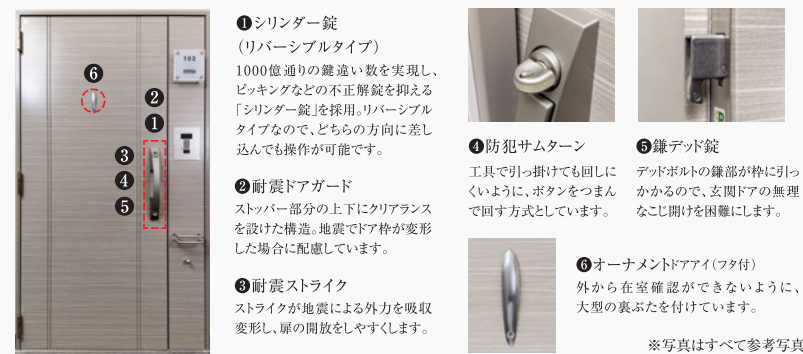 ❶シリンダー錠
(リバーシブルタイプ)
1000億通りの鍵違い数を実現し、
ピッキングなどの不正解錠を抑える
「シリンダー錠」を採用。リバーシブル
タイプなので、どちらの方向に差し
込んでも操作が可能です。
❷耐震ドアガード
ストッパー部分の上下にクリアランス
を設けた構造。地震でドア枠が変形
した場合に配慮しています。
❸耐震ストライク
ストライクが地震による外力を吸収
変形し、扉の開放をしやすくします。
❻
❷
❶
❸
❹
❺
102
❹防犯サムターン
工具で引っ掛けても回しに
くいように、ボタンをつまん
で回す方式としています。
❺鎌デッド錠
デッドボルトの鎌部が枠に引っ
かかるので、玄関ドアの無理
なこじ開けを困難にします。
❻オーナメントドアアイ(フタ付)
外から在室確認ができないように、
大型の裏ぶたを付けています。
※写真はすべて参考写真